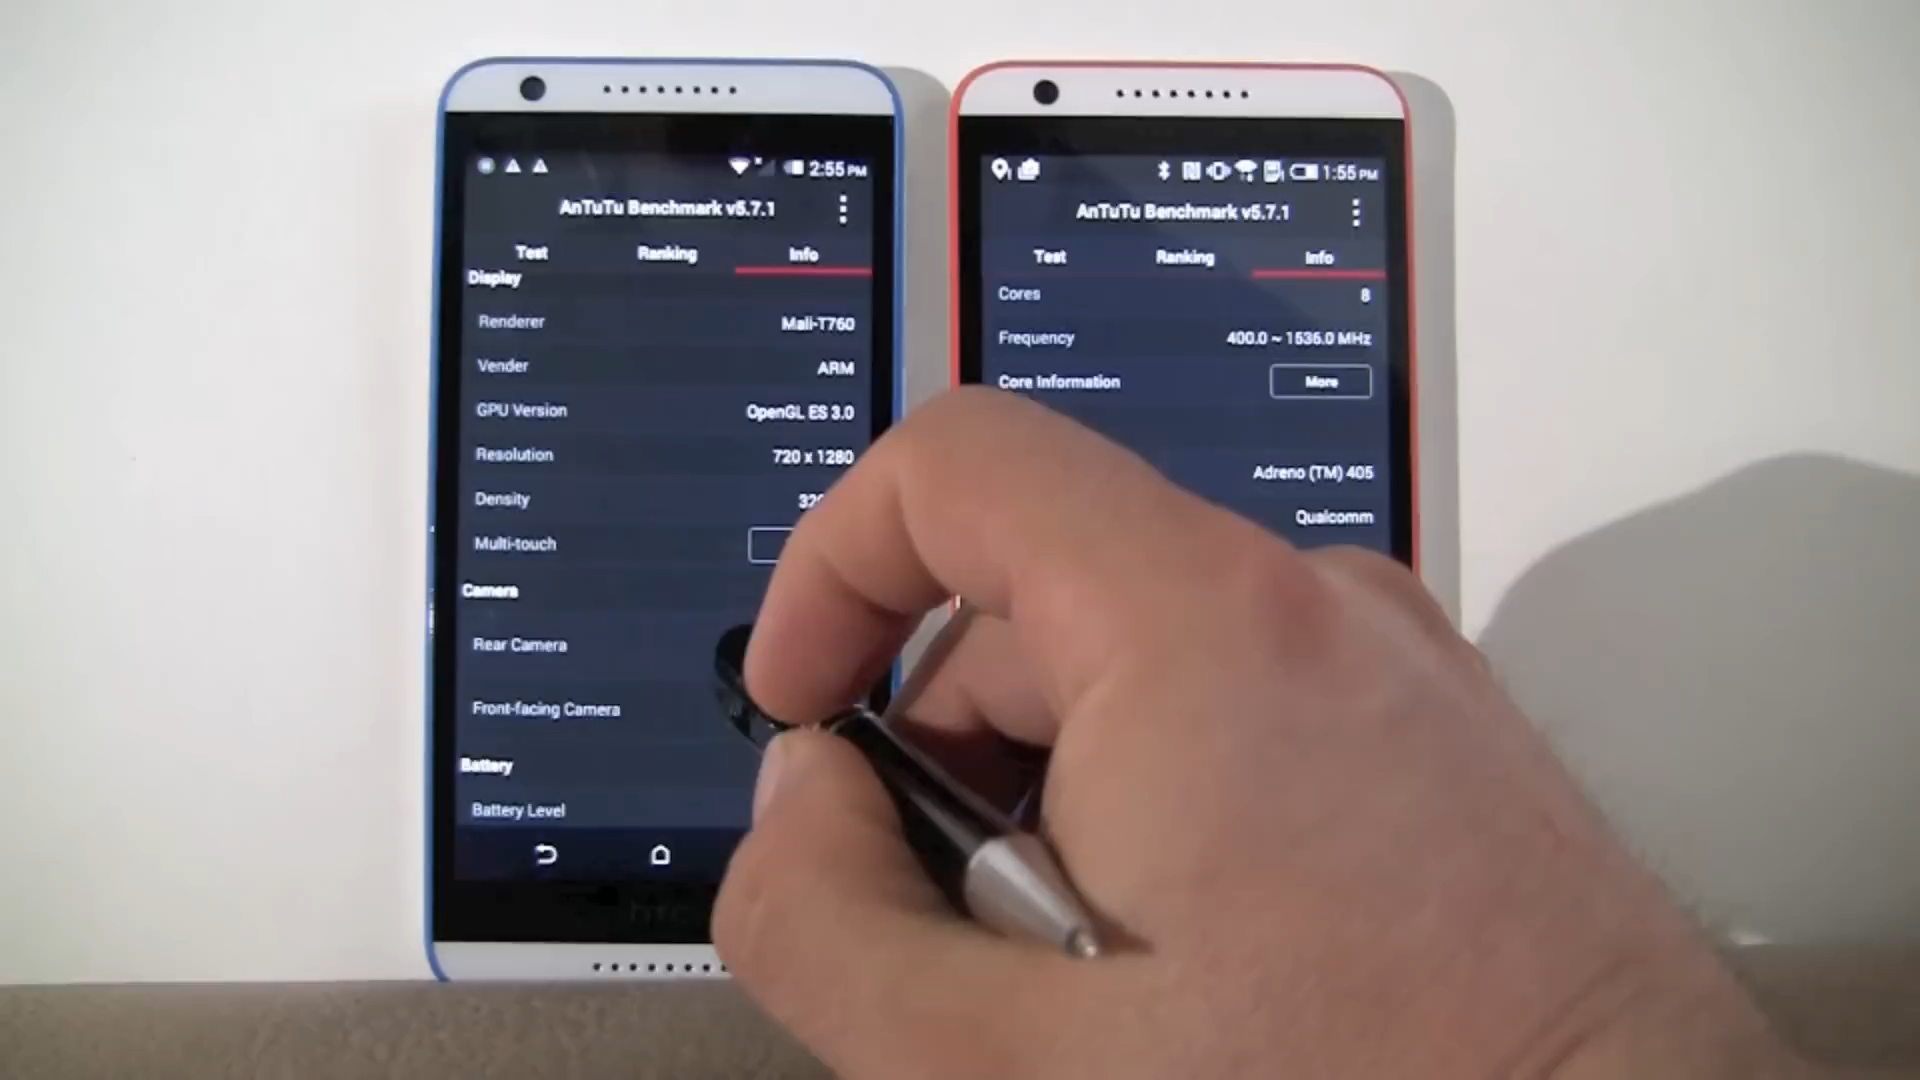 2:55 PM
AnTuTu Benchmark v5.7.1
Test Ranking Info
Display
Renderer Mali-T760
Vender ARM
GPU Version OpenGL ES 3.0
Resolution 720 x 1280
Density 320
Multi-touch
Camera
Rear Camera
Front-facing Camera
Battery
Battery Level
hTC
1:55 PM
AnTuTu Benchmark v5.7.1
Test Ranking Info
Cores 8
Frequency 400.0 ~ 1536.0 MHz
Core Information More
Adreno (TM) 405
Qualcomm